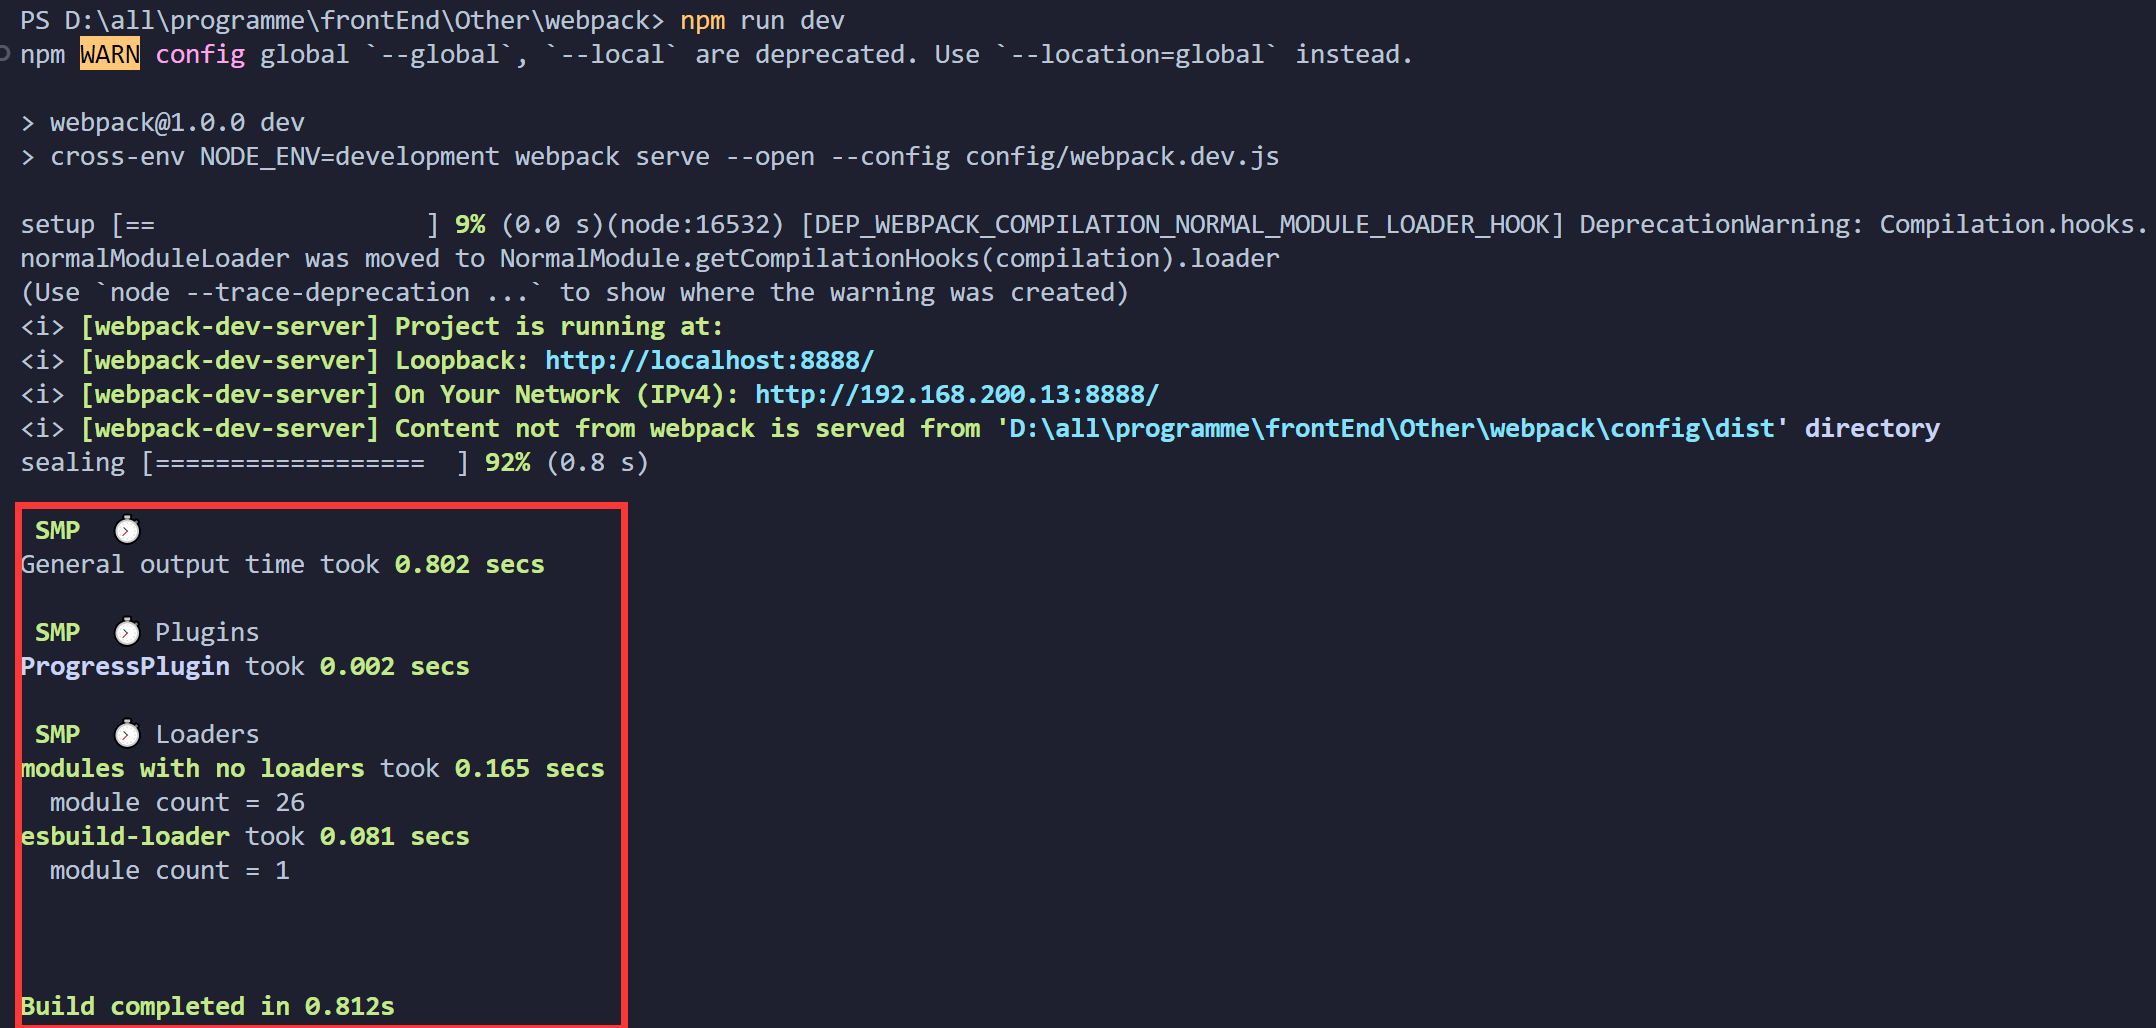 PS D:\all\programme\frontEnd\Other\webpack> npm run dev
npm WARN config global `--global`, `--local` are deprecated. Use `--location=global` instead.
> webpack@1.0.0 dev
> cross-env NODE_ENV=development webpack serve --open --config config/webpack.dev.js
setup [==                  ] 9% (0.0 s)(node:16532) [DEP_WEBPACK_COMPILATION_NORMAL_MODULE_LOADER_HOOK] DeprecationWarning: Compilation.hooks.
normalModuleLoader was moved to NormalModule.getCompilationHooks(compilation).loader
(Use `node --trace-deprecation ...` to show where the warning was created)
<i> [webpack-dev-server] Project is running at:
<i> [webpack-dev-server] Loopback: http://localhost:8888/
<i> [webpack-dev-server] On Your Network (IPv4): http://192.168.200.13:8888/
<i> [webpack-dev-server] Content not from webpack is served from 'D:\all\programme\frontEnd\Other\webpack\config\dist' directory
sealing [==================  ] 92% (0.8 s)
SMP ⏱
General output time took 0.802 secs
SMP ⏱ Plugins
ProgressPlugin took 0.002 secs
SMP ⏱ Loaders
modules with no loaders took 0.165 secs
module count = 26
esbuild-loader took 0.081 secs
module count = 1
Build completed in 0.812s